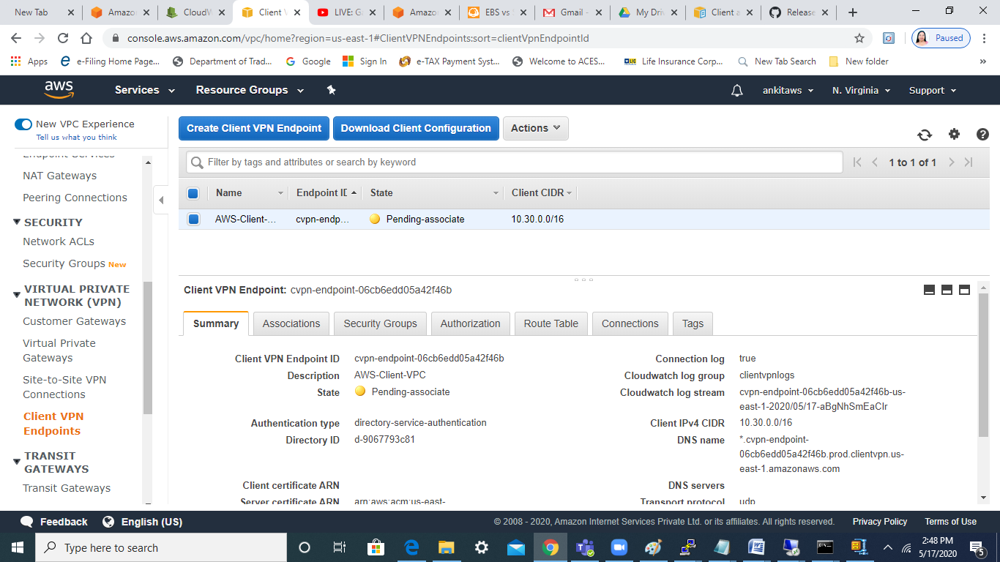 New Tab
Amazon
CloudW
Client V
LIVE: G
Amazon
EBS vs S
Gmail -
My Driv
Client a
Release
console.aws.amazon.com/vpc/home?region=us-east-1#ClientVPNEndpoints:sort=clientVpnEndpointId
Paused
Apps
e-Filing Home Page...
Department of Trad...
Google
Sign In
e-TAX Payment Syst...
Welcome to ACES...
LIC
Life Insurance Corp...
New Tab Search
New folder
aws
Services
Resource Groups
ankitaws
N. Virginia
Support
New VPC Experience
Tell us what you think
Endpoint Services
NAT Gateways
Peering Connections
SECURITY
Network ACLs
Security Groups New
VIRTUAL PRIVATE
NETWORK (VPN)
Customer Gateways
Virtual Private
Gateways
Site-to-Site VPN
Connections
Client VPN
Endpoints
TRANSIT
GATEWAYS
Transit Gateways
Create Client VPN Endpoint
Download Client Configuration
Actions
Filter by tags and attributes or search by keyword
1 to 1 of 1
Name
Endpoint ID
State
Client CIDR
AWS-Client-...
cvpn-endp...
Pending-associate
10.30.0.0/16
Client VPN Endpoint: cvpn-endpoint-06cb6edd05a42f46b
Summary
Associations
Security Groups
Authorization
Route Table
Connections
Tags
Client VPN Endpoint ID cvpn-endpoint-06cb6edd05a42f46b
Description AWS-Client-VPC
State Pending-associate
Authentication type directory-service-authentication
Directory ID d-9067793c81
Client certificate ARN
Server certificate ARN arn:aws:acm:us-east-
Connection log true
Cloudwatch log group clientvpnlogs
Cloudwatch log stream cvpn-endpoint-06cb6edd05a42f46b-us-
east-1-2020/05/17-aBgNhSmEaCIr
Client IPv4 CIDR 10.30.0.0/16
DNS name *.cvpn-endpoint-
06cb6edd05a42f46b.prod.clientvpn.us-
east-1.amazonaws.com
DNS servers
Transport protocol udp
Feedback
English (US)
© 2008 - 2020, Amazon Internet Services Private Ltd. or its affiliates. All rights reserved.
Privacy Policy
Terms of Use
Type here to search
2:48 PM
5/17/2020
5